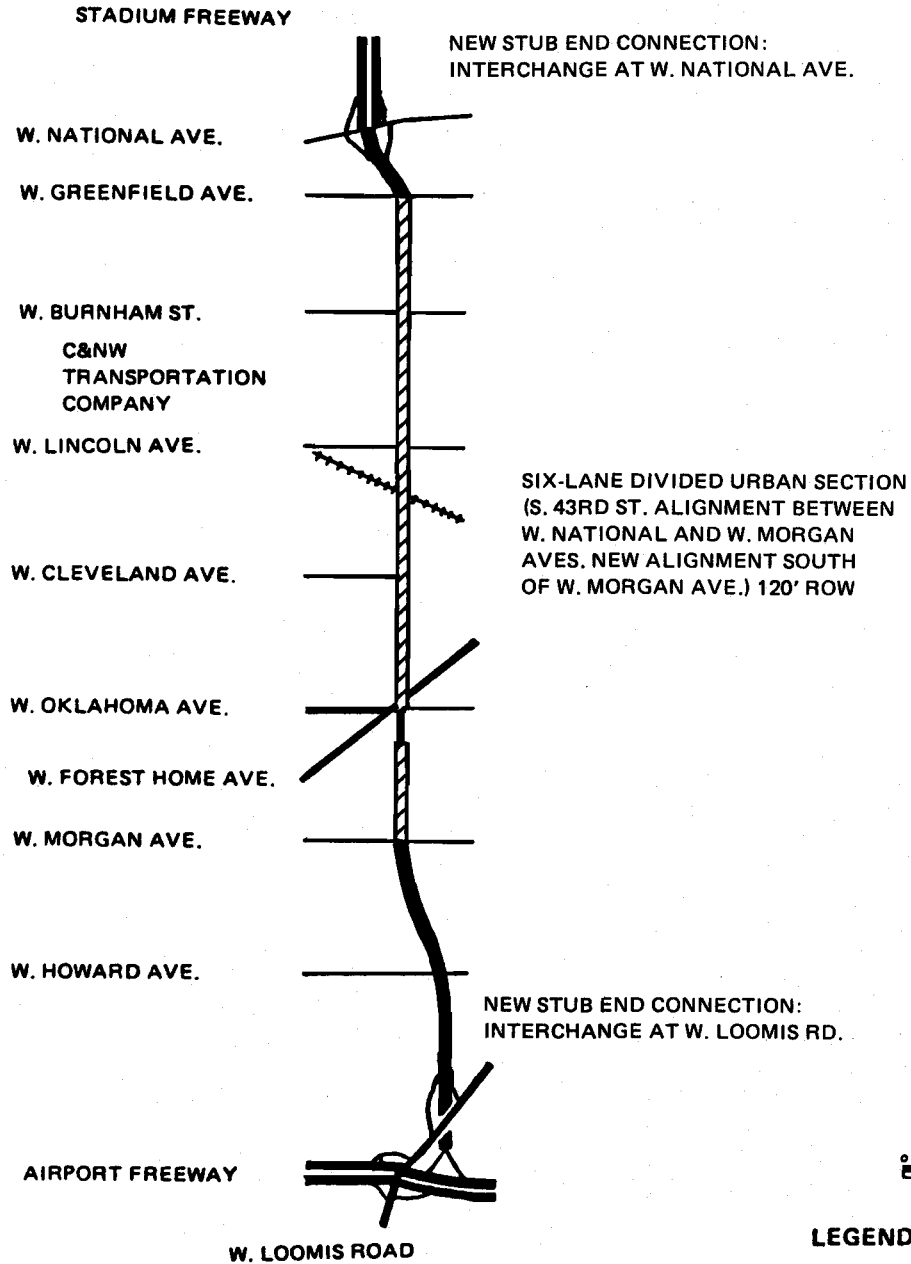 STADIUM FREEWAY
NEW STUB END CONNECTION:
INTERCHANGE AT W. NATIONAL AVE.
W. NATIONAL AVE.
W. GREENFIELD AVE.
W. BURNHAM ST.
C&NW
TRANSPORTATION
COMPANY
W. LINCOLN AVE.
SIX-LANE DIVIDED URBAN SECTION
(S. 43RD ST. ALIGNMENT BETWEEN
W. NATIONAL AND W. MORGAN
AVES. NEW ALIGNMENT SOUTH
OF W. MORGAN AVE.) 120' ROW
W. CLEVELAND AVE.
W. OKLAHOMA AVE.
W. FOREST HOME AVE.
W. MORGAN AVE.
W. HOWARD AVE.
NEW STUB END CONNECTION:
INTERCHANGE AT W. LOOMIS RD.
AIRPORT FREEWAY
W. LOOMIS ROAD
LEGEND